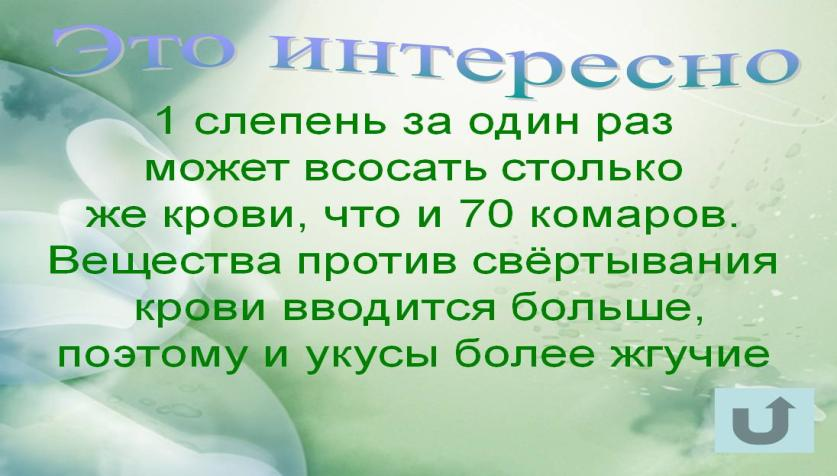 Это интересно
1 слепень за один раз
может всосать столько
же крови, что и 70 комаров.
Вещества против свёртывания
крови вводится больше,
поэтому и укусы более жгучие